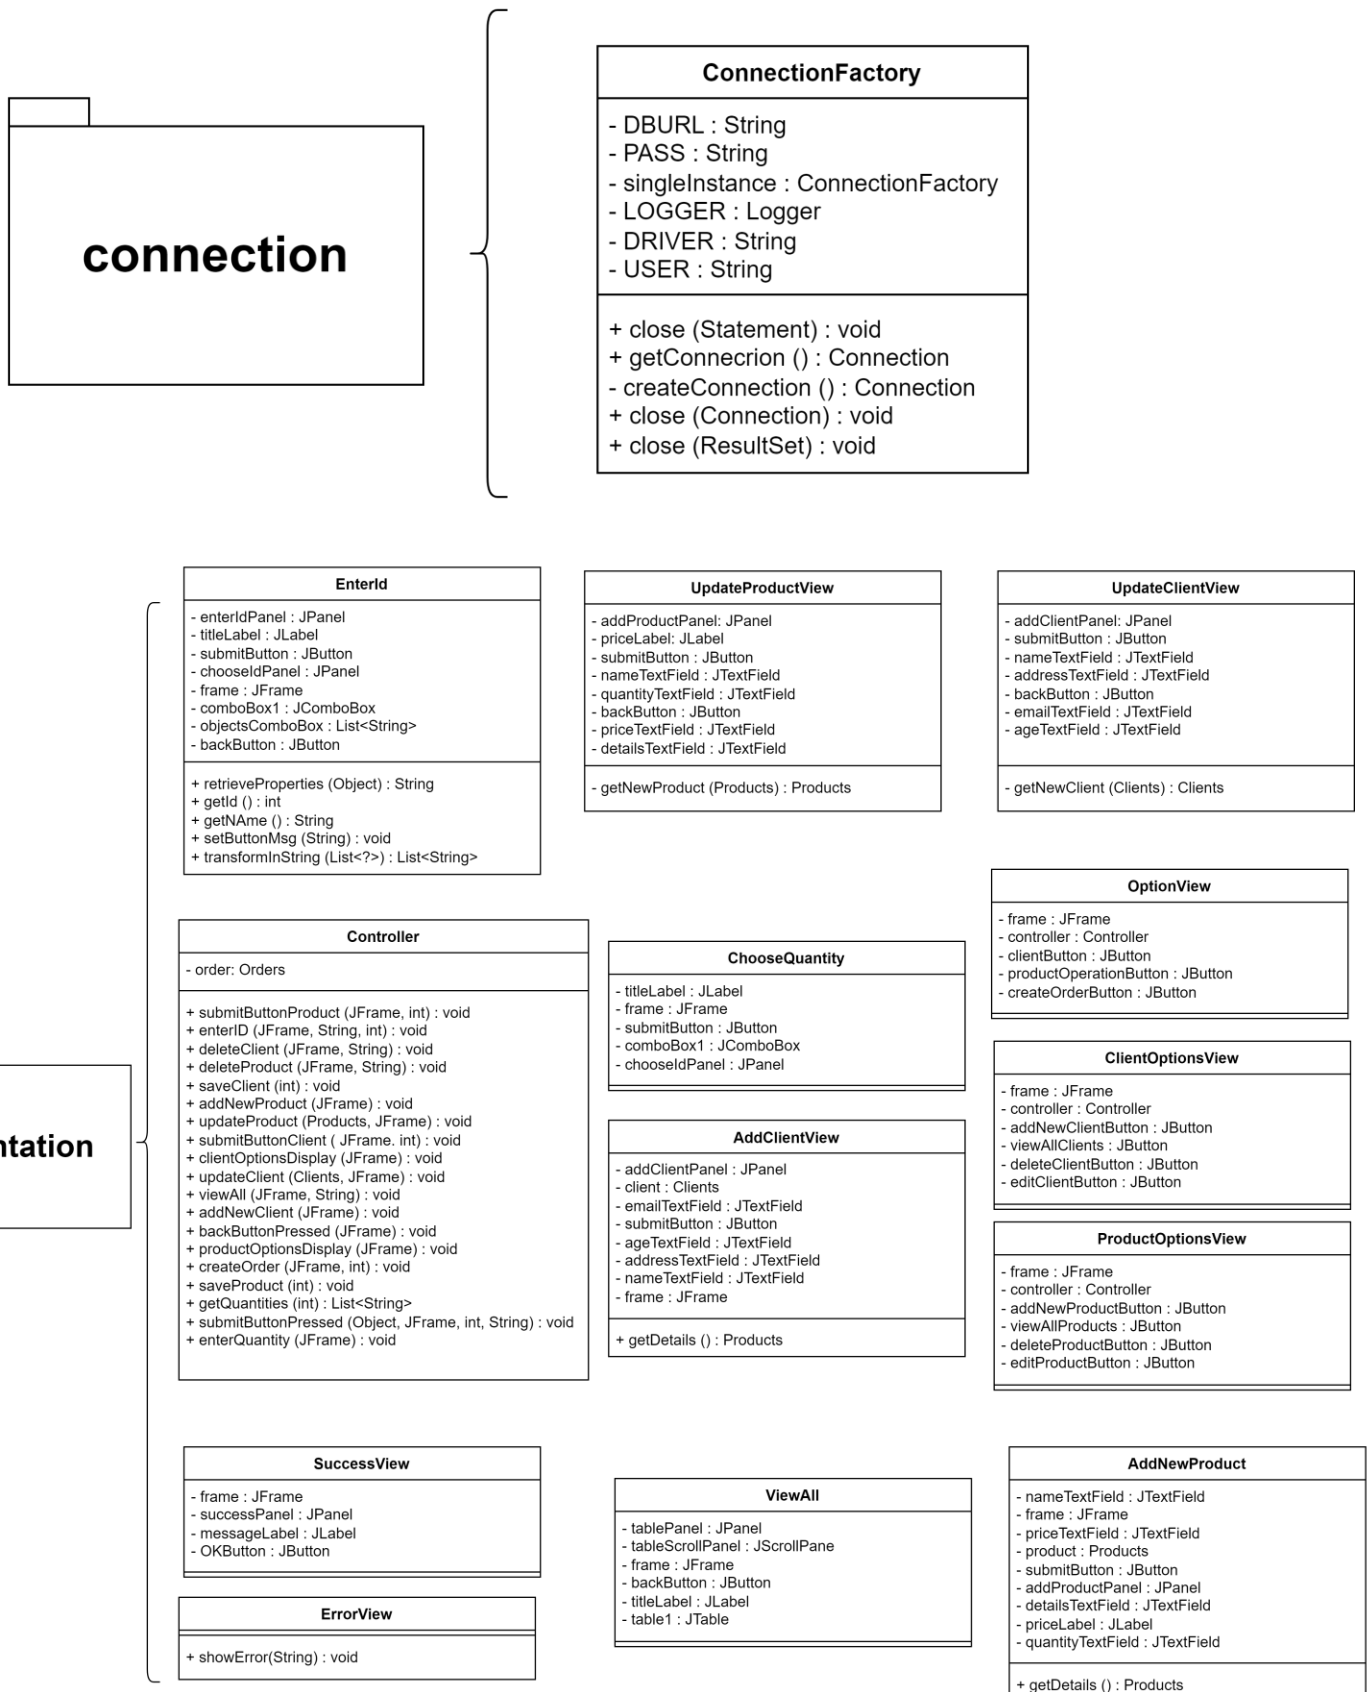 connection
ConnectionFactory
- DBURL : String
- PASS : String
- singleInstance : ConnectionFactory
- LOGGER : Logger
- DRIVER : String
- USER : String
+ close (Statement) : void
+ getConnecrion () : Connection
- createConnection () : Connection
+ close (Connection) : void
+ close (ResultSet) : void
ntation
EnterId
- enterIdPanel : JPanel
- titleLabel : JLabel
- submitButton : JButton
- chooseIdPanel : JPanel
- frame : JFrame
- comboBox1 : JComboBox
- objectsComboBox : List<String>
- backButton : JButton
+ retrieveProperties (Object) : String
+ getId () : int
+ getNAme () : String
+ setButtonMsg (String) : void
+ transformInString (List<?>) : List<String>
UpdateProductView
- addProductPanel: JPanel
- priceLabel: JLabel
- submitButton : JButton
- nameTextField : JTextField
- quantityTextField : JTextField
- backButton : JButton
- priceTextField : JTextField
- detailsTextField : JTextField
- getNewProduct (Products) : Products
UpdateClientView
- addClientPanel: JPanel
- submitButton : JButton
- nameTextField : JTextField
- addressTextField : JTextField
- backButton : JButton
- emailTextField : JTextField
- ageTextField : JTextField
- getNewClient (Clients) : Clients
Controller
- order: Orders
+ submitButtonProduct (JFrame, int) : void
+ enterID (JFrame, String, int) : void
+ deleteClient (JFrame, String) : void
+ deleteProduct (JFrame, String) : void
+ saveClient (int) : void
+ addNewProduct (JFrame) : void
+ updateProduct (Products, JFrame) : void
+ submitButtonClient ( JFrame. int) : void
+ clientOptionsDisplay (JFrame) : void
+ updateClient (Clients, JFrame) : void
+ viewAll (JFrame, String) : void
+ addNewClient (JFrame) : void
+ backButtonPressed (JFrame) : void
+ productOptionsDisplay (JFrame) : void
+ createOrder (JFrame, int) : void
+ saveProduct (int) : void
+ getQuantities (int) : List<String>
+ submitButtonPressed (Object, JFrame, int, String) : void
+ enterQuantity (JFrame) : void
ChooseQuantity
- titleLabel : JLabel
- frame : JFrame
- submitButton : JButton
- comboBox1 : JComboBox
- chooseIdPanel : JPanel
AddClientView
- addClientPanel : JPanel
- client : Clients
- emailTextField : JTextField
- submitButton : JButton
- ageTextField : JTextField
- addressTextField : JTextField
- nameTextField : JTextField
- frame : JFrame
+ getDetails () : Products
OptionView
- frame : JFrame
- controller : Controller
- clientButton : JButton
- productOperationButton : JButton
- createOrderButton : JButton
ClientOptionsView
- frame : JFrame
- controller : Controller
- addNewClientButton : JButton
- viewAllClients : JButton
- deleteClientButton : JButton
- editClientButton : JButton
ProductOptionsView
- frame : JFrame
- controller : Controller
- addNewProductButton : JButton
- viewAllProducts : JButton
- deleteProductButton : JButton
- editProductButton : JButton
SuccessView
- frame : JFrame
- successPanel : JPanel
- messageLabel : JLabel
- OKButton : JButton
ErrorView
+ showError(String) : void
ViewAll
- tablePanel : JPanel
- tableScrollPanel : JScrollPane
- frame : JFrame
- backButton : JButton
- titleLabel : JLabel
- table1 : JTable
AddNewProduct
- nameTextField : JTextField
- frame : JFrame
- priceTextField : JTextField
- product : Products
- submitButton : JButton
- addProductPanel : JPanel
- detailsTextField : JTextField
- priceLabel : JLabel
- quantityTextField : JTextField
+ getDetails () : Products